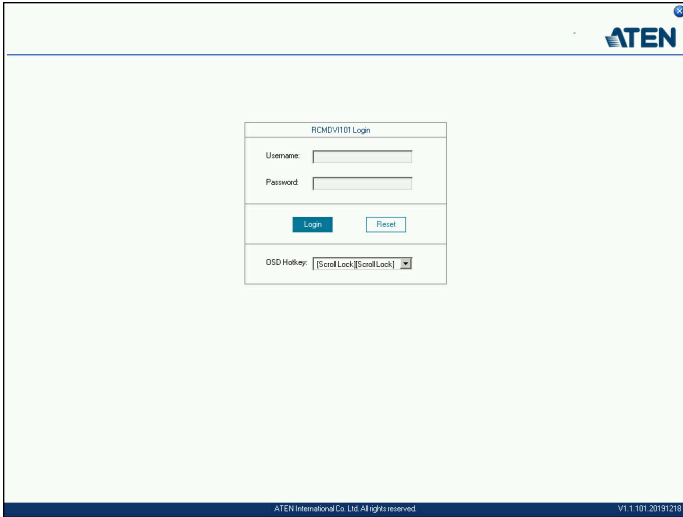 ATEN
RCMDVI101 Login
Username:
Password:
Login Reset
OSD Hotkey: [Scroll Lock][Scroll Lock]
ATEN International Co. Ltd. All rights reserved. V1.1.101.20191218